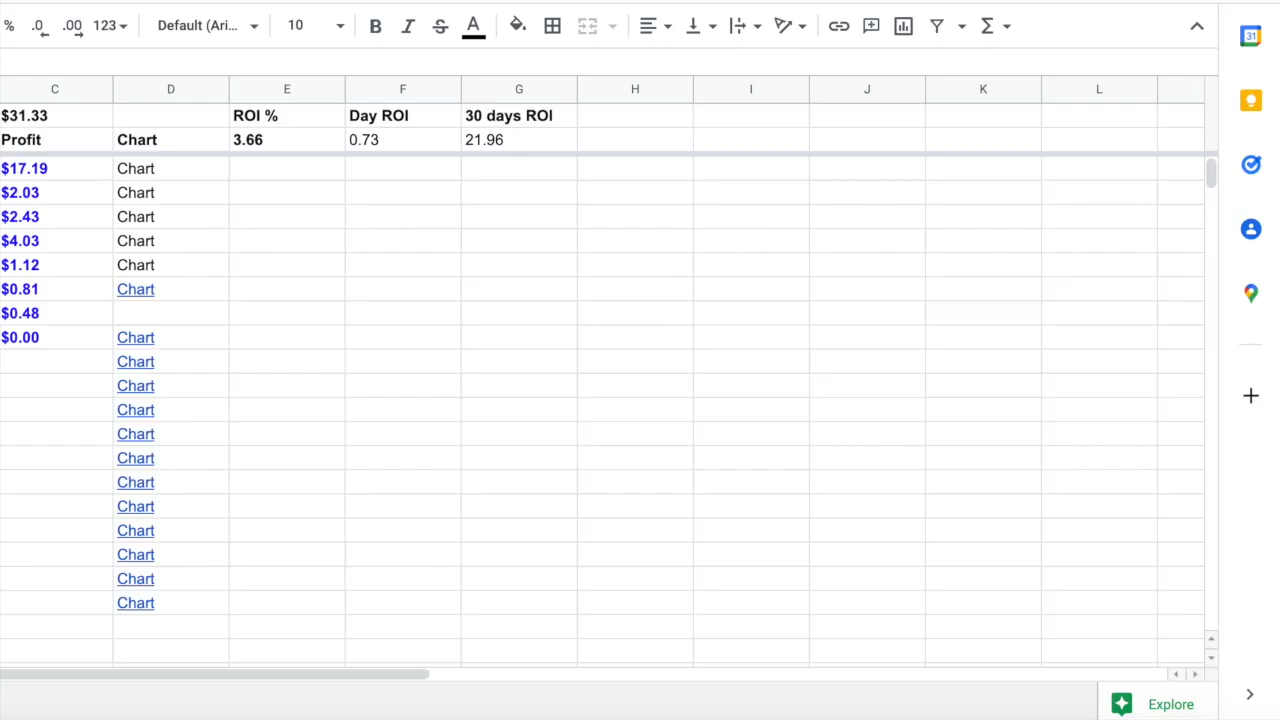 % .0 .00 123 Default (Ari... 10 B I S A Σ
31
C D E F G H I J K L
$31.33 ROI % Day ROI 30 days ROI
Profit Chart 3.66 0.73 21.96
$17.19 Chart
$2.03 Chart
$2.43 Chart
$4.03 Chart
$1.12 Chart
$0.81 Chart
$0.48
$0.00 Chart
Chart
Chart
Chart
Chart
Chart
Chart
Chart
Chart
Chart
Chart
Chart
Explore